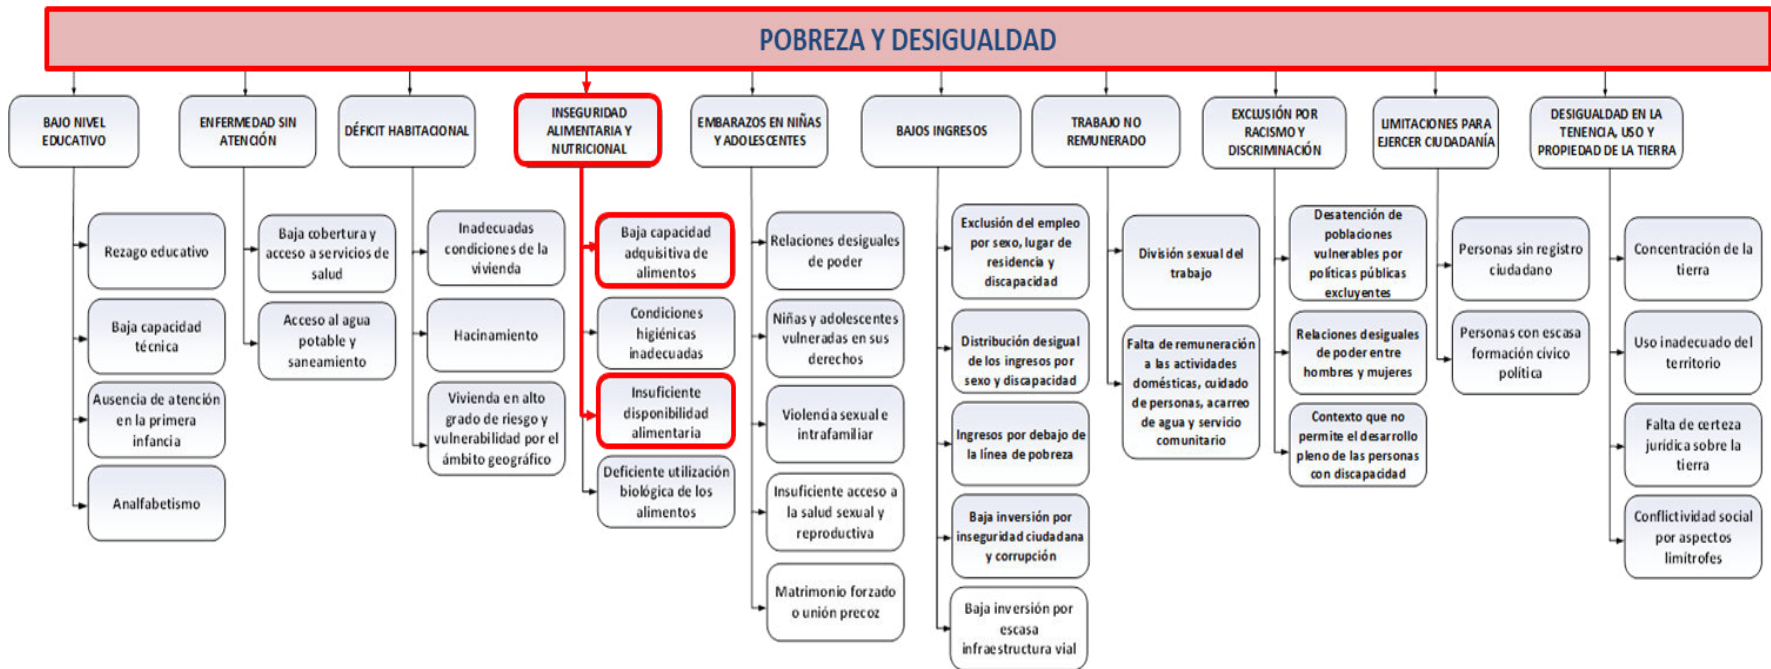 POBREZA Y DESIGUALDAD
BAJO NIVEL
EDUCATIVO
Rezago educativo
Baja capacidad
técnica
Ausencia de atención
en la primera
infancia
Analfabetismo
ENFERMEDAD SIN
ATENCIÓN
Baja cobertura y
acceso a servicios de
salud
Acceso al agua
potable y
saneamiento
DÉFICIT HABITACIONAL
Inadecuadas
condiciones de la
vivienda
Hacinamiento
Vivienda en alto
grado de riesgo y
vulnerabilidad por el
ámbito geográfico
INSEGURIDAD
ALIMENTARIA Y
NUTRICIONAL
Baja capacidad
adquisitiva de
alimentos
Condiciones
higiénicas
inadecuadas
Insuficiente
disponibilidad
alimentaria
Deficiente utilización
biológica de los
alimentos
EMBARAZOS EN NIÑAS
Y ADOLESCENTES
Relaciones desiguales
de poder
Niñas y adolescentes
vulneradas en sus
derechos
Violencia sexual e
intrafamiliar
Insuficiente acceso a
la salud sexual y
reproductiva
Matrimonio forzado
o unión precoz
BAJOS INGRESOS
Exclusión del empleo
por sexo, lugar de
residencia y
discapacidad
Distribución desigual
de los ingresos por
sexo y discapacidad
Ingresos por debajo de
la línea de pobreza
Baja inversión por
inseguridad ciudadana
y corrupción
Baja inversión por
escasa
infraestructura vial
TRABAJO NO
REMUNERADO
División sexual del
trabajo
Falta de remuneración
a las actividades
domésticas, cuidado
de personas, acarreo
de agua y servicio
comunitario
EXCLUSIÓN POR
RACISMO Y
DISCRIMINACIÓN
Desatención de
poblaciones
vulnerables por
políticas públicas
excluyentes
Relaciones desiguales
de poder entre
hombres y mujeres
Contexto que no
permite el desarrollo
pleno de las personas
con discapacidad
LIMITACIONES PARA
EJERCER CIUDADANÍA
Personas sin registro
ciudadano
Personas con escasa
formación cívico
política
DESIGUALDAD EN LA
TENENCIA, USO Y
PROPIEDAD DE LA TIERRA
Concentración de la
tierra
Uso inadecuado del
territorio
Falta de certeza
jurídica sobre la
tierra
Conflictividad social
por aspectos
limítrofes